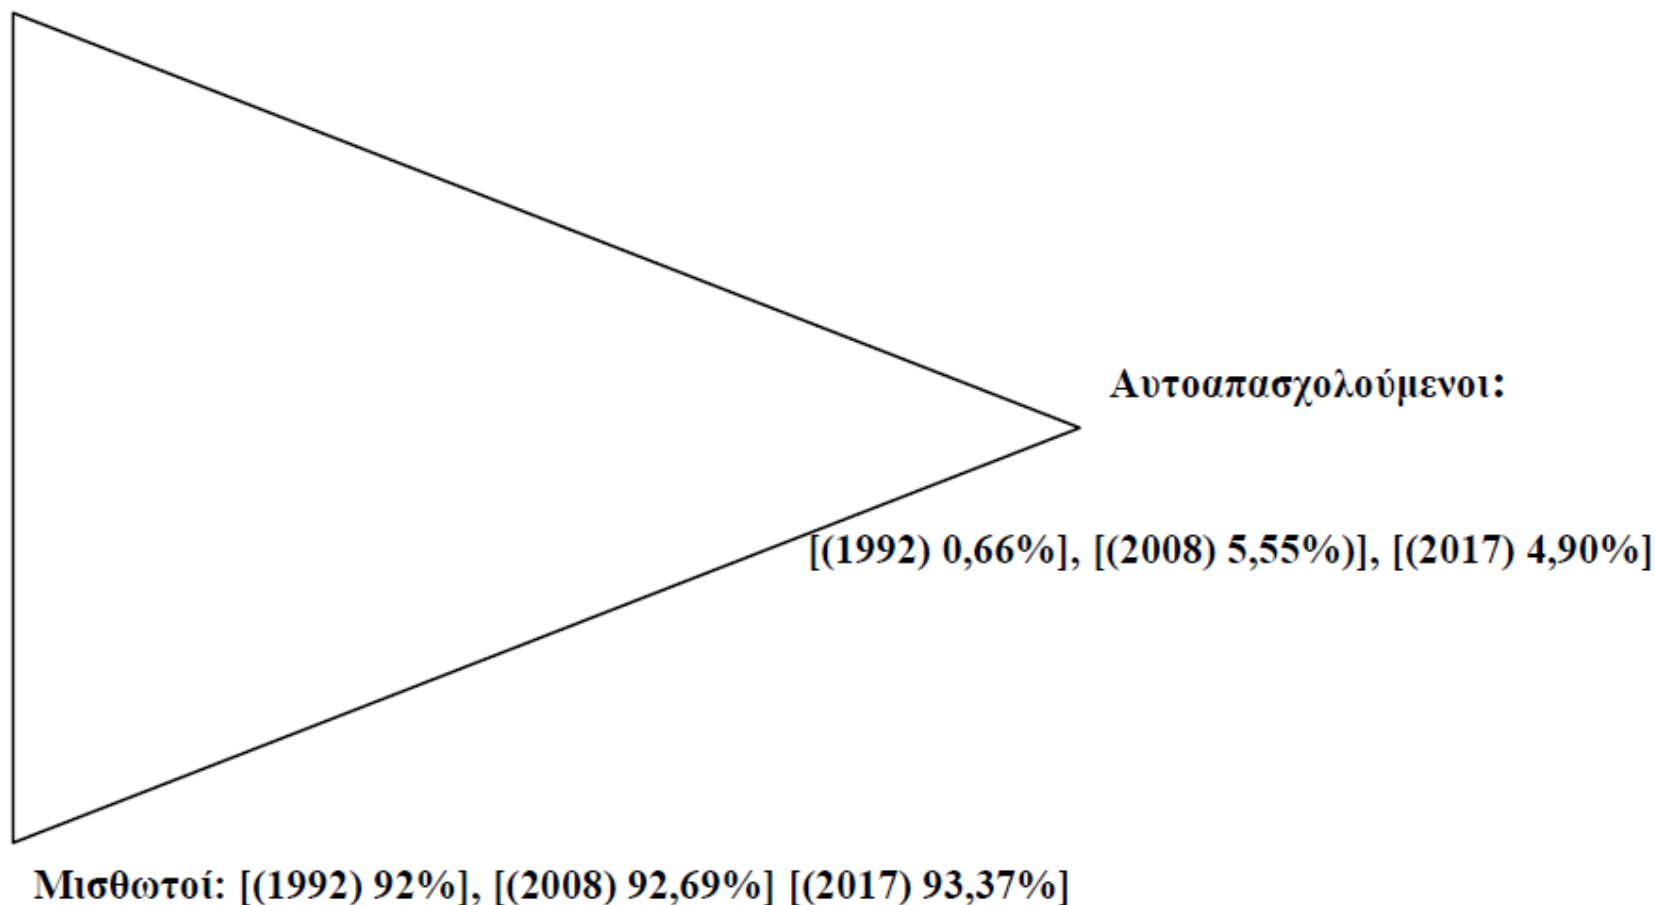 Αυτοαπασχολούμενοι:
[(1992) 0,66%], [(2008) 5,55%)], [(2017) 4,90%]
Μισθωτοί: [(1992) 92%], [(2008) 92,69%] [(2017) 93,37%]